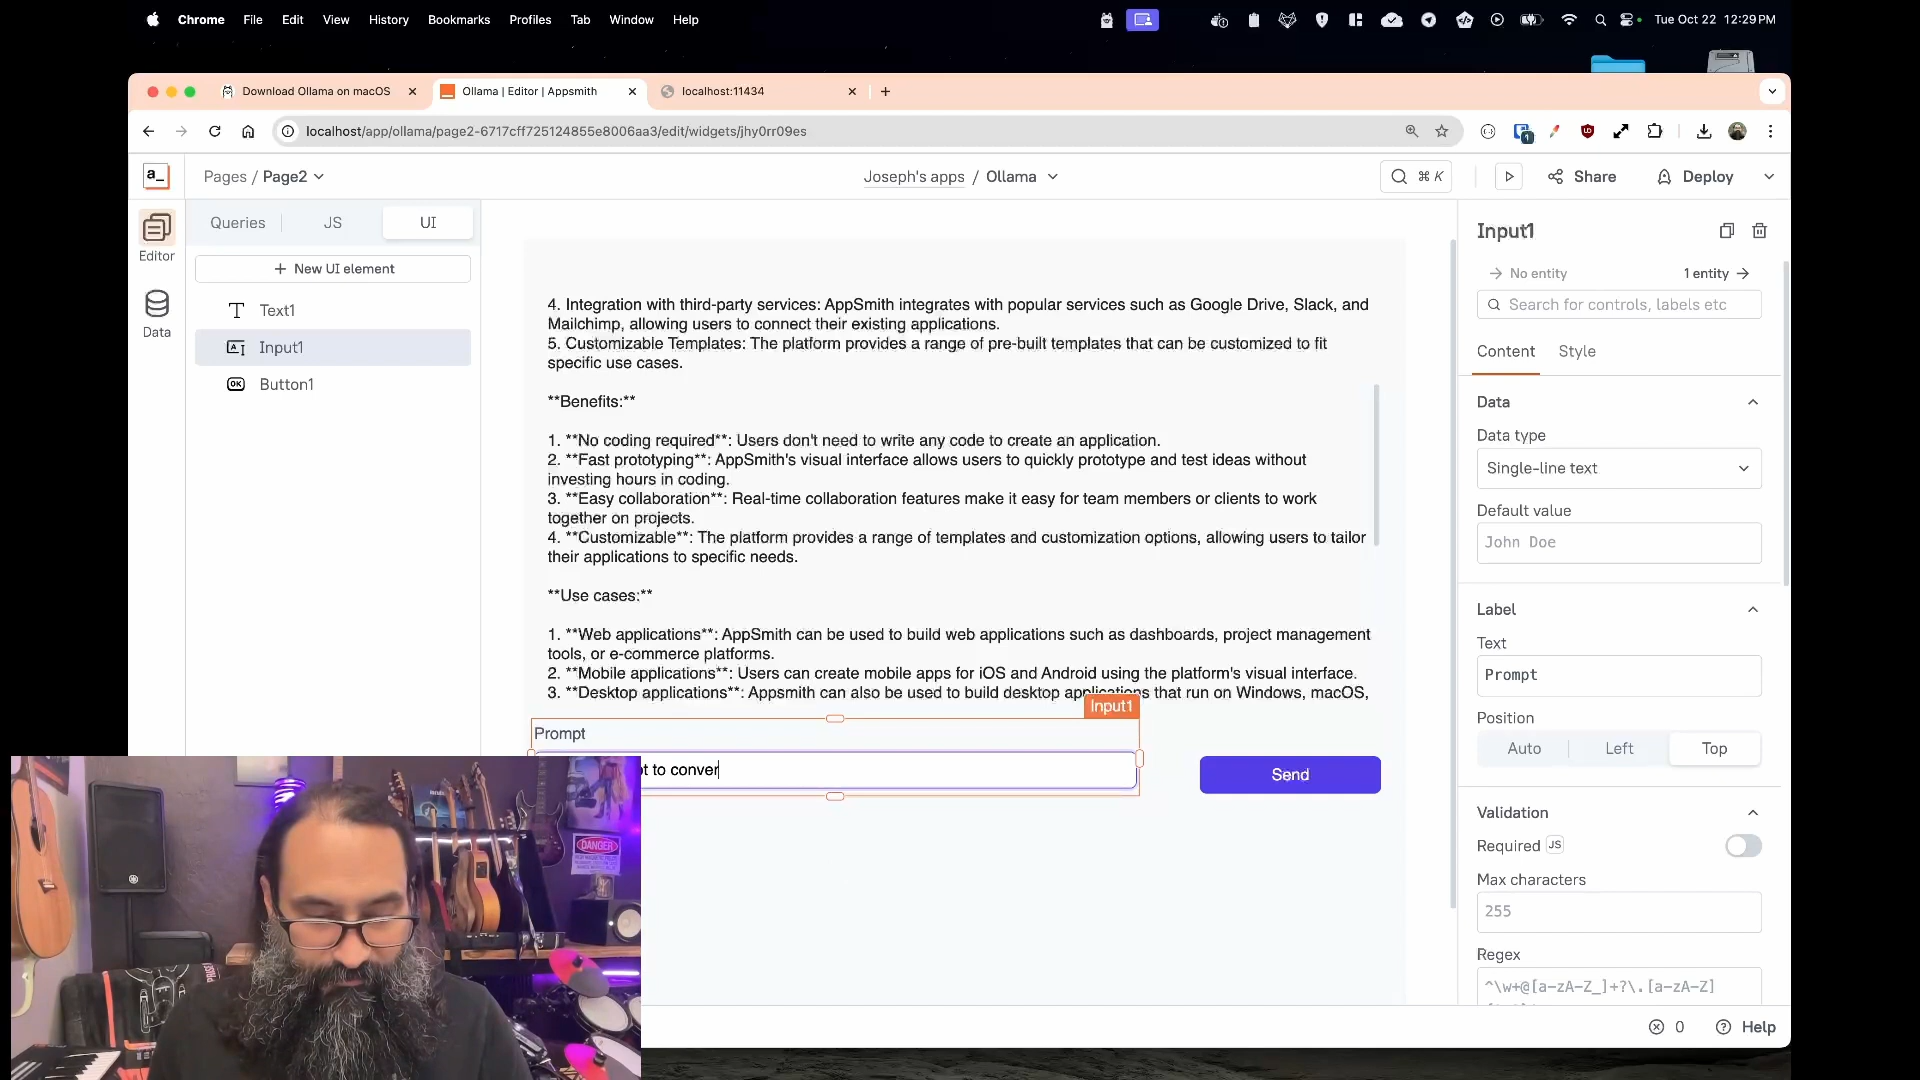 Chrome File Edit View History Bookmarks Profiles Tab Window Help
Tue Oct 22 12:29 PM
Download Ollama on macOS
Ollama | Editor | Appsmith
localhost:11434
localhost/app/ollama/page2-6717cff725124855e8006aa3/edit/widgets/jhy0rr09es
a_
Pages / Page2
Joseph's apps / Ollama
⌘ K
Share
Deploy
Editor
Data
Queries
JS
UI
+ New UI element
Text1
Input1
Button1
4. Integration with third-party services: AppSmith integrates with popular services such as Google Drive, Slack, and
Mailchimp, allowing users to connect their existing applications.
5. Customizable Templates: The platform provides a range of pre-built templates that can be customized to fit
specific use cases.
**Benefits:**
1. **No coding required**: Users don't need to write any code to create an application.
2. **Fast prototyping**: AppSmith's visual interface allows users to quickly prototype and test ideas without
investing hours in coding.
3. **Easy collaboration**: Real-time collaboration features make it easy for team members or clients to work
together on projects.
4. **Customizable**: The platform provides a range of templates and customization options, allowing users to tailor
their applications to specific needs.
**Use cases:**
1. **Web applications**: AppSmith can be used to build web applications such as dashboards, project management
tools, or e-commerce platforms.
2. **Mobile applications**: Users can create mobile apps for iOS and Android using the platform's visual interface.
3. **Desktop applications**: Appsmith can also be used to build desktop applications that run on Windows, macOS,
Input1
Prompt
to conver
Send
Input1
No entity
1 entity
Search for controls, labels etc
Content
Style
Data
Data type
Single-line text
Default value
John Doe
Label
Text
Prompt
Position
Auto
Left
Top
Validation
Required JS
Max characters
255
Regex
^\w+@[a-zA-Z_]+?\.[a-zA-Z]
0
Help
DANGER